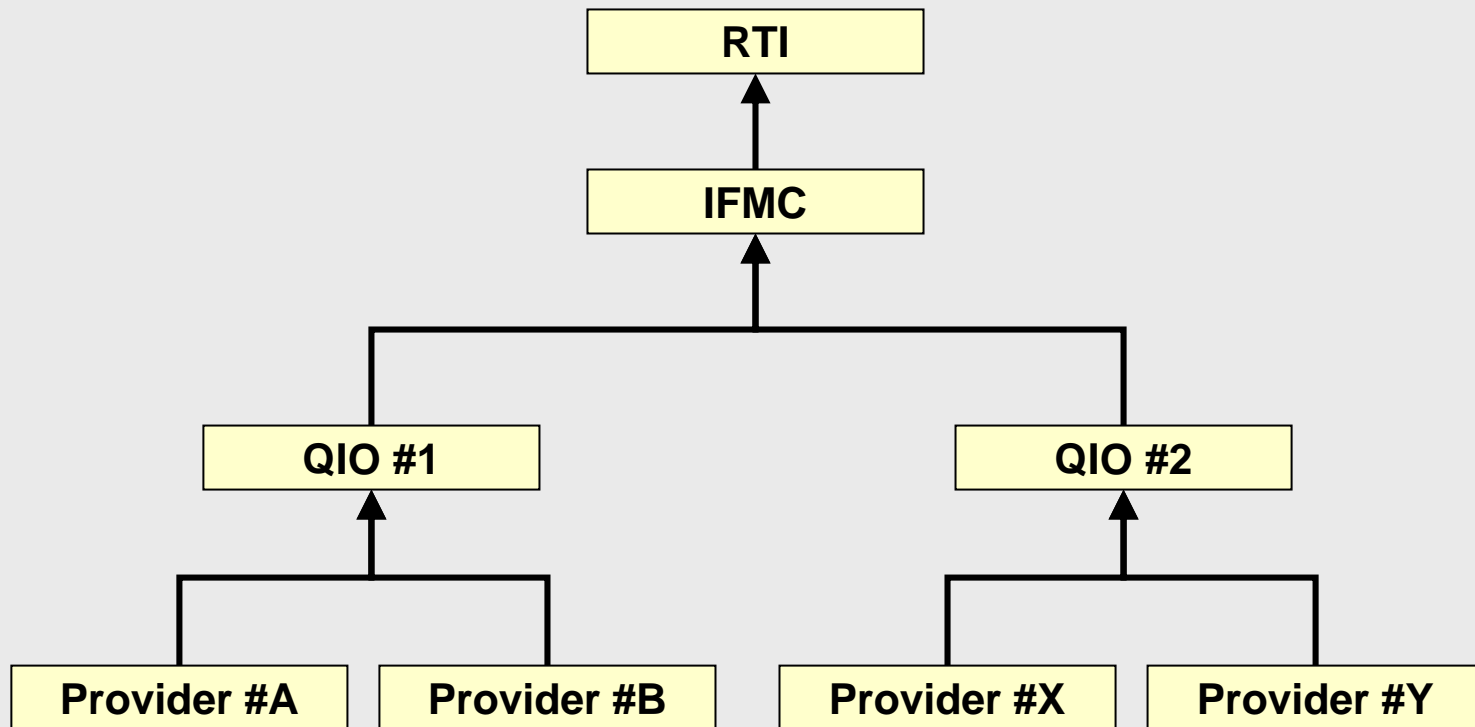 RTI
IFMC
QIO #1
QIO #2
Provider #A
Provider #B
Provider #X
Provider #Y